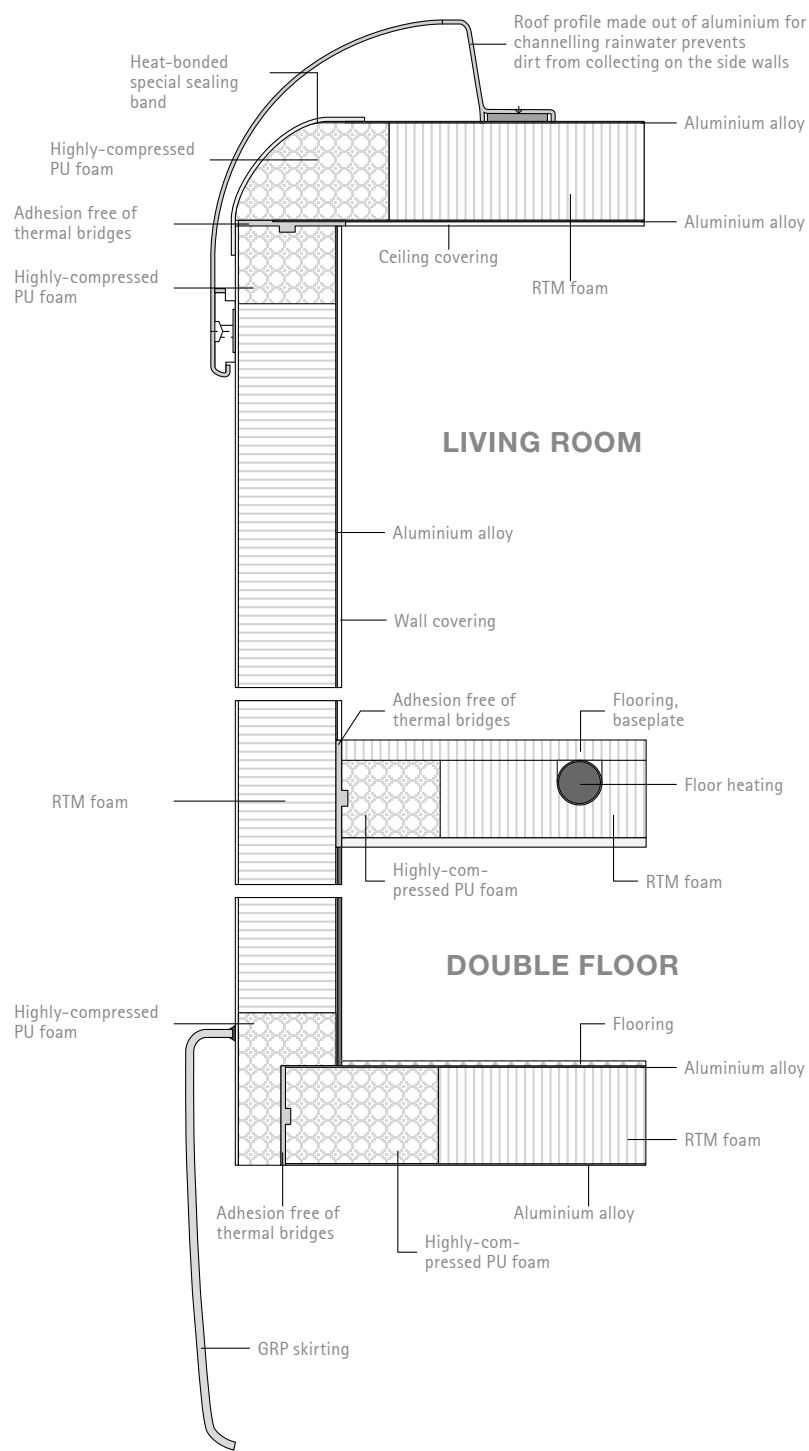 Roof profile made out of aluminium for
channelling rainwater prevents
dirt from collecting on the side walls
Heat-bonded
special sealing
band
Aluminium alloy
Highly-compressed
PU foam
Adhesion free of
thermal bridges
Aluminium alloy
Ceiling covering
Highly-compressed
PU foam
RTM foam
LIVING ROOM
Aluminium alloy
Wall covering
Adhesion free of
thermal bridges
Flooring,
baseplate
Floor heating
RTM foam
Highly-com-
pressed PU foam
RTM foam
DOUBLE FLOOR
Highly-compressed
PU foam
Flooring
Aluminium alloy
RTM foam
Adhesion free of
thermal bridges
Aluminium alloy
Highly-com-
pressed PU foam
GRP skirting